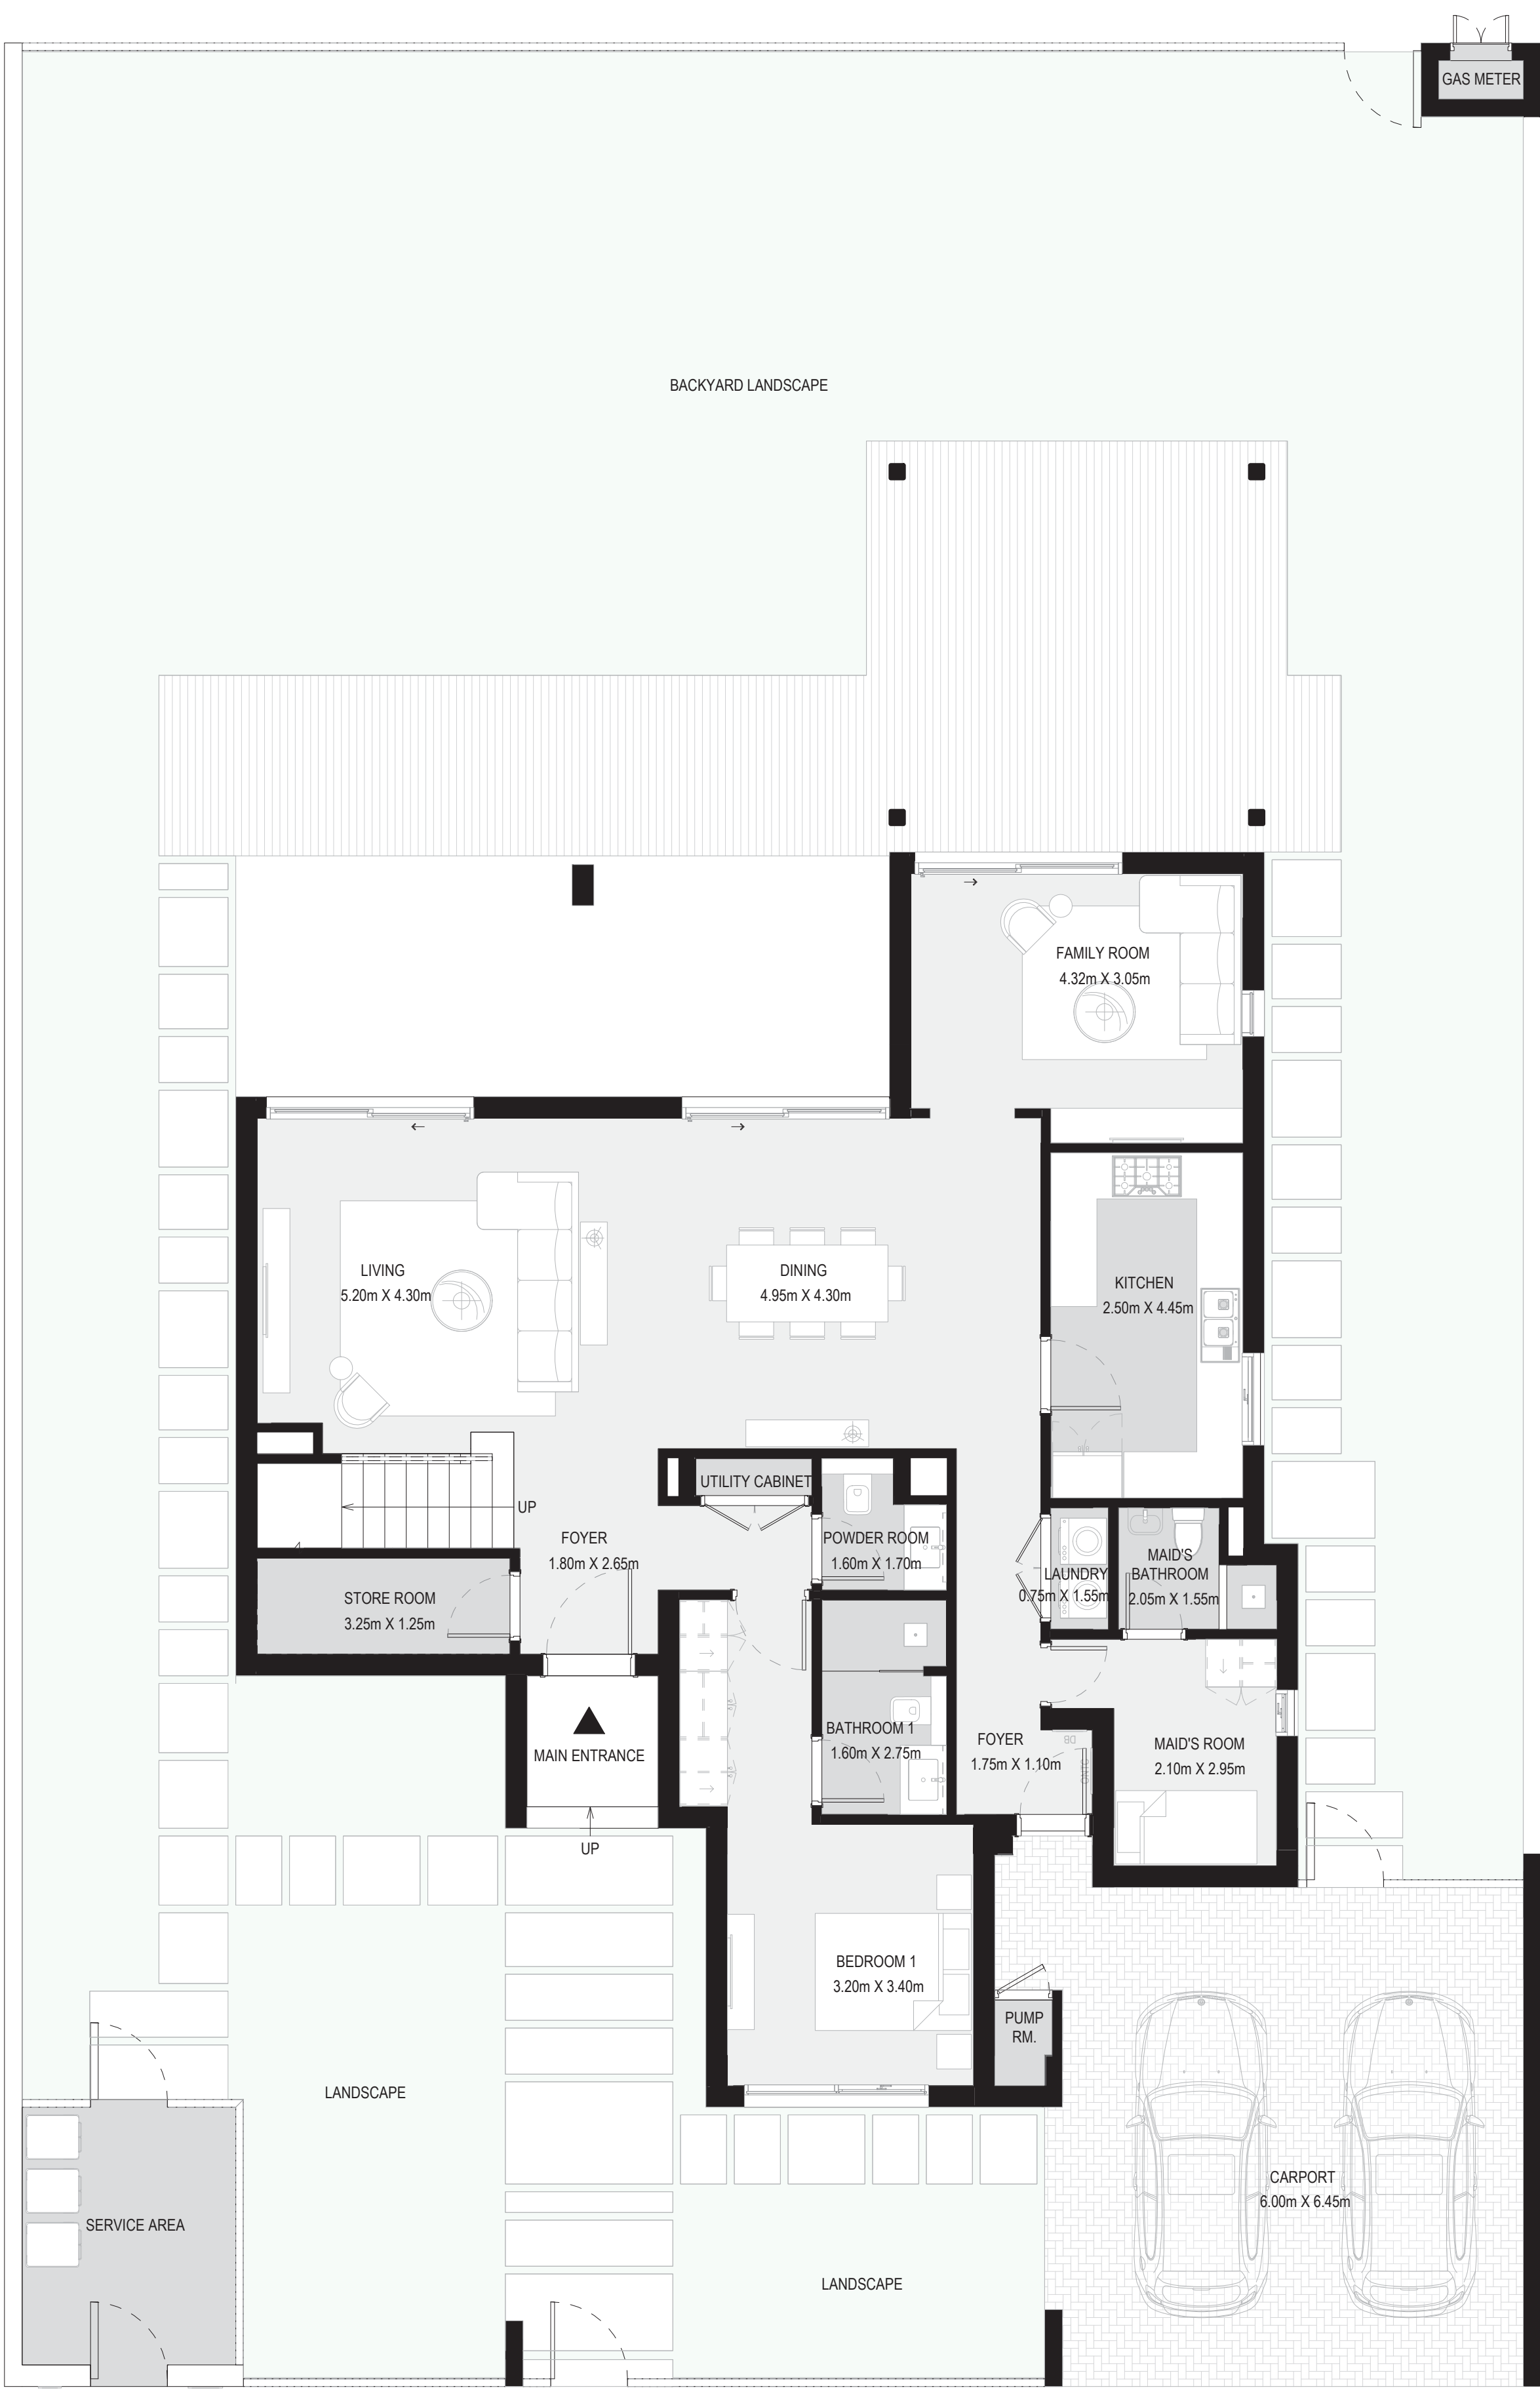 GAS METER
BACKYARD LANDSCAPE
FAMILY ROOM
4.32m X 3.05m
LIVING
5.20m X 4.30m
DINING
4.95m X 4.30m
KITCHEN
2.50m X 4.45m
UTILITY CABINET
UP
FOYER
1.80m X 2.65m
POWDER ROOM
1.60m X 1.70m
LAUNDRY
0.75m X 1.55m
MAID'S
BATHROOM
2.05m X 1.55m
STORE ROOM
3.25m X 1.25m
BATHROOM 1
1.60m X 2.75m
FOYER
1.75m X 1.10m
DB
MAID'S ROOM
2.10m X 2.95m
MAIN ENTRANCE
UP
BEDROOM 1
3.20m X 3.40m
PUMP
RM.
LANDSCAPE
CARPORT
6.00m X 6.45m
SERVICE AREA
LANDSCAPE